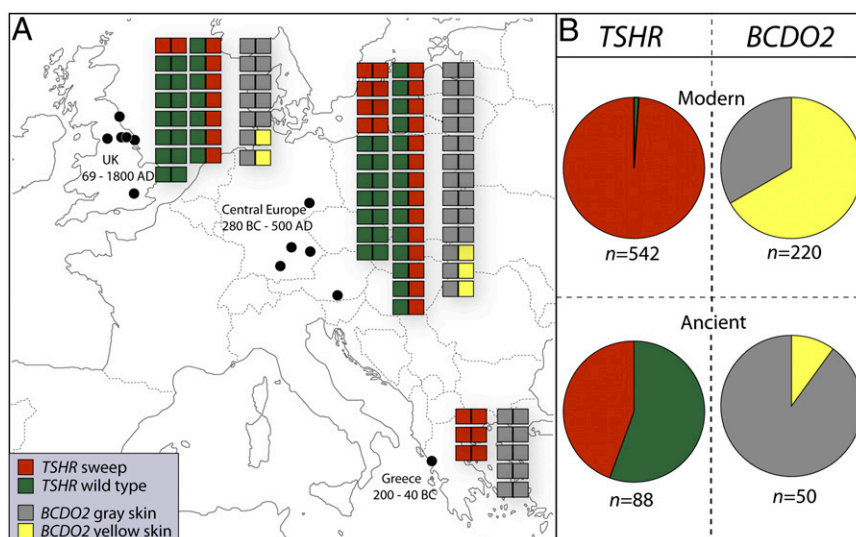 A
UK
69 - 1800 AD
Central Europe
280 BC - 500 AD
Greece
200 - 40 BC
TSHR sweep
TSHR wild type
BCDO2 gray skin
BCDO2 yellow skin
B
TSHR BCDO2
Modern
n=542 n=220
Ancient
n=88 n=50